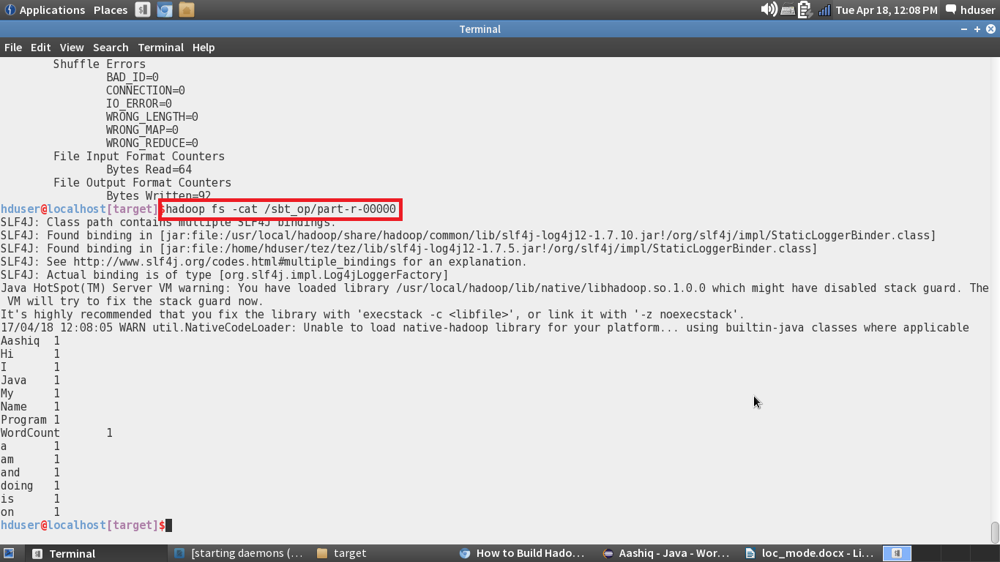 Applications Places Tue Apr 18, 12:08 PM hduser
Terminal
File Edit View Search Terminal Help
Shuffle Errors
BAD_ID=0
CONNECTION=0
IO_ERROR=0
WRONG_LENGTH=0
WRONG_MAP=0
WRONG_REDUCE=0
File Input Format Counters
Bytes Read=64
File Output Format Counters
Bytes Written=92
hduser@localhost[target]$hadoop fs -cat /sbt_op/part-r-00000
SLF4J: Class path contains multiple SLF4J bindings.
SLF4J: Found binding in [jar:file:/usr/local/hadoop/share/hadoop/common/lib/slf4j-log4j12-1.7.10.jar!/org/slf4j/impl/StaticLoggerBinder.class]
SLF4J: Found binding in [jar:file:/home/hduser/tez/tez/lib/slf4j-log4j12-1.7.5.jar!/org/slf4j/impl/StaticLoggerBinder.class]
SLF4J: See http://www.slf4j.org/codes.html#multiple_bindings for an explanation.
SLF4J: Actual binding is of type [org.slf4j.impl.Log4jLoggerFactory]
Java HotSpot(TM) Server VM warning: You have loaded library /usr/local/hadoop/lib/native/libhadoop.so.1.0.0 which might have disabled stack guard. The
VM will try to fix the stack guard now.
It's highly recommended that you fix the library with 'execstack -c <libfile>', or link it with '-z noexecstack'.
17/04/18 12:08:05 WARN util.NativeCodeLoader: Unable to load native-hadoop library for your platform... using builtin-java classes where applicable
Aashiq 1
Hi 1
I 1
Java 1
My 1
Name 1
Program 1
WordCount 1
a 1
am 1
and 1
doing 1
is 1
on 1
hduser@localhost[target]$
Terminal [starting daemons (... target How to Build Hado... Aashiq - Java - Wor... loc_mode.docx - Li...